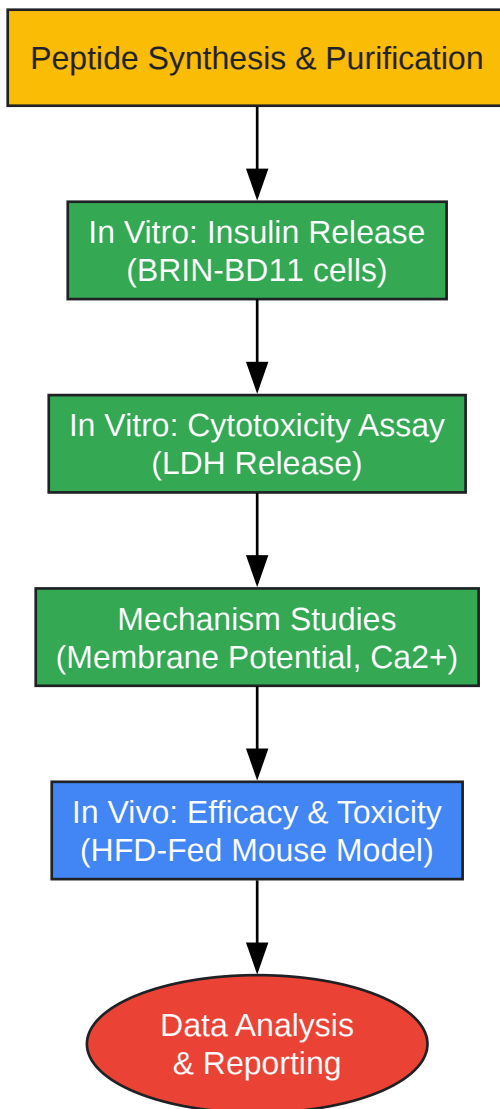 Peptide Synthesis & Purification
In Vitro: Insulin Release
(BRIN-BD11 cells)
In Vitro: Cytotoxicity Assay
(LDH Release)
Mechanism Studies
(Membrane Potential, Ca2+)
In Vivo: Efficacy & Toxicity
(HFD-Fed Mouse Model)
Data Analysis
& Reporting